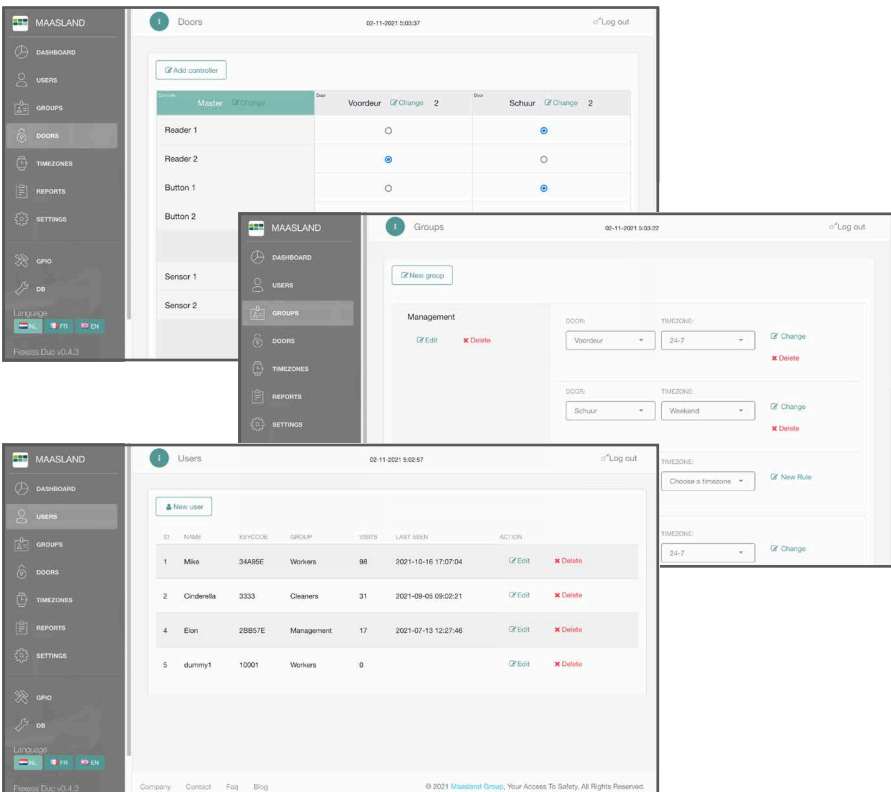 MAASLAND
Doors
02-11-2021 5:03:37
Log out
DASHBOARD
USERS
GROUPS
DOORS
TIMEZONES
REPORTS
SETTINGS
GPIO
DB
Language
NL FR EN
Flexess Duo v0.4.3
Add controller
Controller
Master Change
Door
Voordeur Change 2
Door
Schuur Change 2
Reader 1
Reader 2
Button 1
Button 2
Sensor 1
Sensor 2
MAASLAND
Groups
02-11-2021 5:03:22
Log out
DASHBOARD
USERS
GROUPS
DOORS
TIMEZONES
REPORTS
SETTINGS
New group
Management
Edit Delete
DOOR: TIMEZONE:
Voordeur 24-7 Change
Delete
DOOR: TIMEZONE:
Schuur Weekend Change
Delete
TIMEZONE:
Choose a timezone New Rule
TIMEZONE:
24-7 Change
MAASLAND
Users
02-11-2021 5:02:57
Log out
DASHBOARD
USERS
GROUPS
DOORS
TIMEZONES
REPORTS
SETTINGS
GPIO
DB
Language
NL FR EN
Flexess Duo v0.4.3
New user
ID NAME KEYCODE GROUP VISITS LAST SEEN ACTION
1 Mike 34A95E Workers 98 2021-10-16 17:07:04 Edit Delete
2 Cinderella 3333 Cleaners 31 2021-09-05 09:02:21 Edit Delete
4 Elon 2BB57E Management 17 2021-07-13 12:27:46 Edit Delete
5 dummy1 10001 Workers 0 Edit Delete
Company Contact Faq Blog
© 2021 Maasland Group, Your Access To Safety. All Rights Reserved.